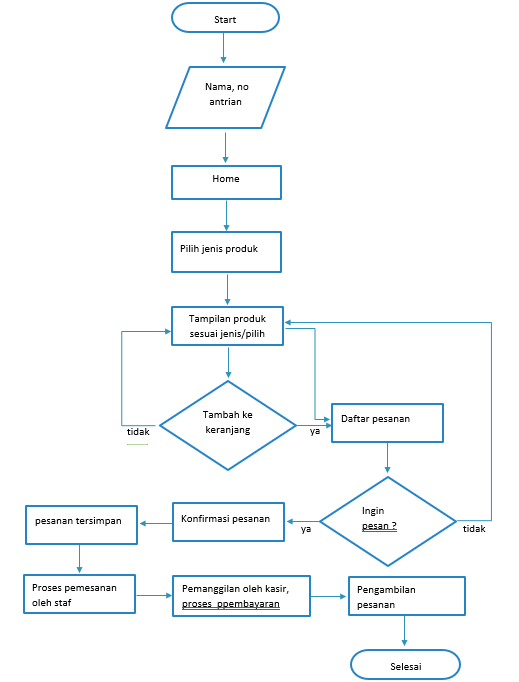 Start
Nama, no
antrian
Home
Pilih jenis produk
Tampilan produk
sesuai jenis/pilih
Tambah ke
keranjang
tidak
ya
Daftar pesanan
Ingin
pesan ?
ya
tidak
Konfirmasi pesanan
pesanan tersimpan
Proses pemesanan
oleh staf
Pemanggilan oleh kasir,
proses ppembayaran
Pengambilan
pesanan
Selesai